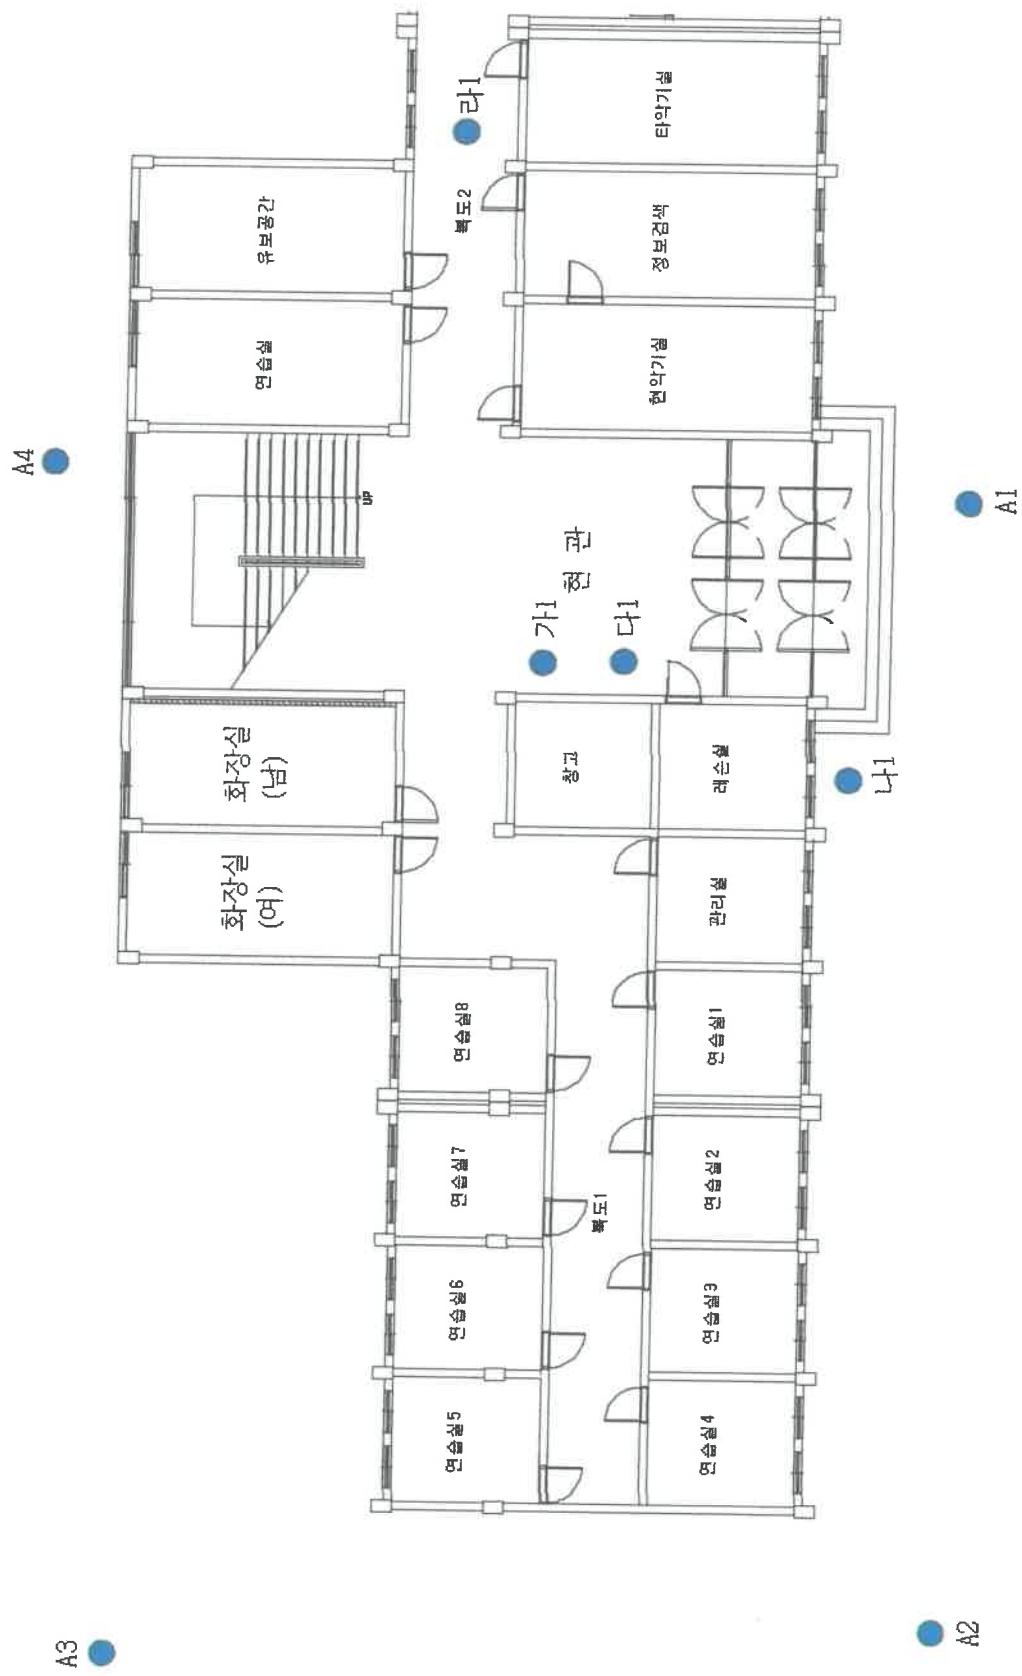 A3
A4
화장실
(여)
화장실
(남)
연습실
유보공간
UP
연습실5
연습실6
연습실7
연습실8
복도2
라1
창고
가1
현 관
복도1
다1
연습실4
연습실3
연습실2
연습실1
관리실
레슨실
현악기실
정보검색
타악기실
나1
A2
A1